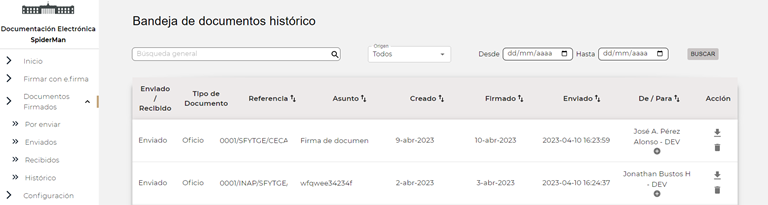 Documentación Electrónica
SpiderMan
Inicio
Firmar con e.firma
Documentos
Firmados
Por enviar
Enviados
Recibidos
Histórico
Configuración
Bandeja de documentos histórico
Búsqueda general
Origen
Todos
Desde dd/mm/aaaa Hasta dd/mm/aaaa BUSCAR
Enviado / Recibido Tipo de Documento Referencia Asunto Creado Firmado Enviado De / Para Acción
Enviado Oficio 0001/SFYTGE/CECA Firma de documen 9-abr-2023 10-abr-2023 2023-04-10 16:23:59 José A. Pérez Alonso - DEV
Enviado Oficio 0001/INAP/SFYTGE/ wfqwee34234f 2-abr-2023 3-abr-2023 2023-04-10 16:24:37 Jonathan Bustos H - DEV